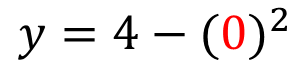 y = 4 − (0)²